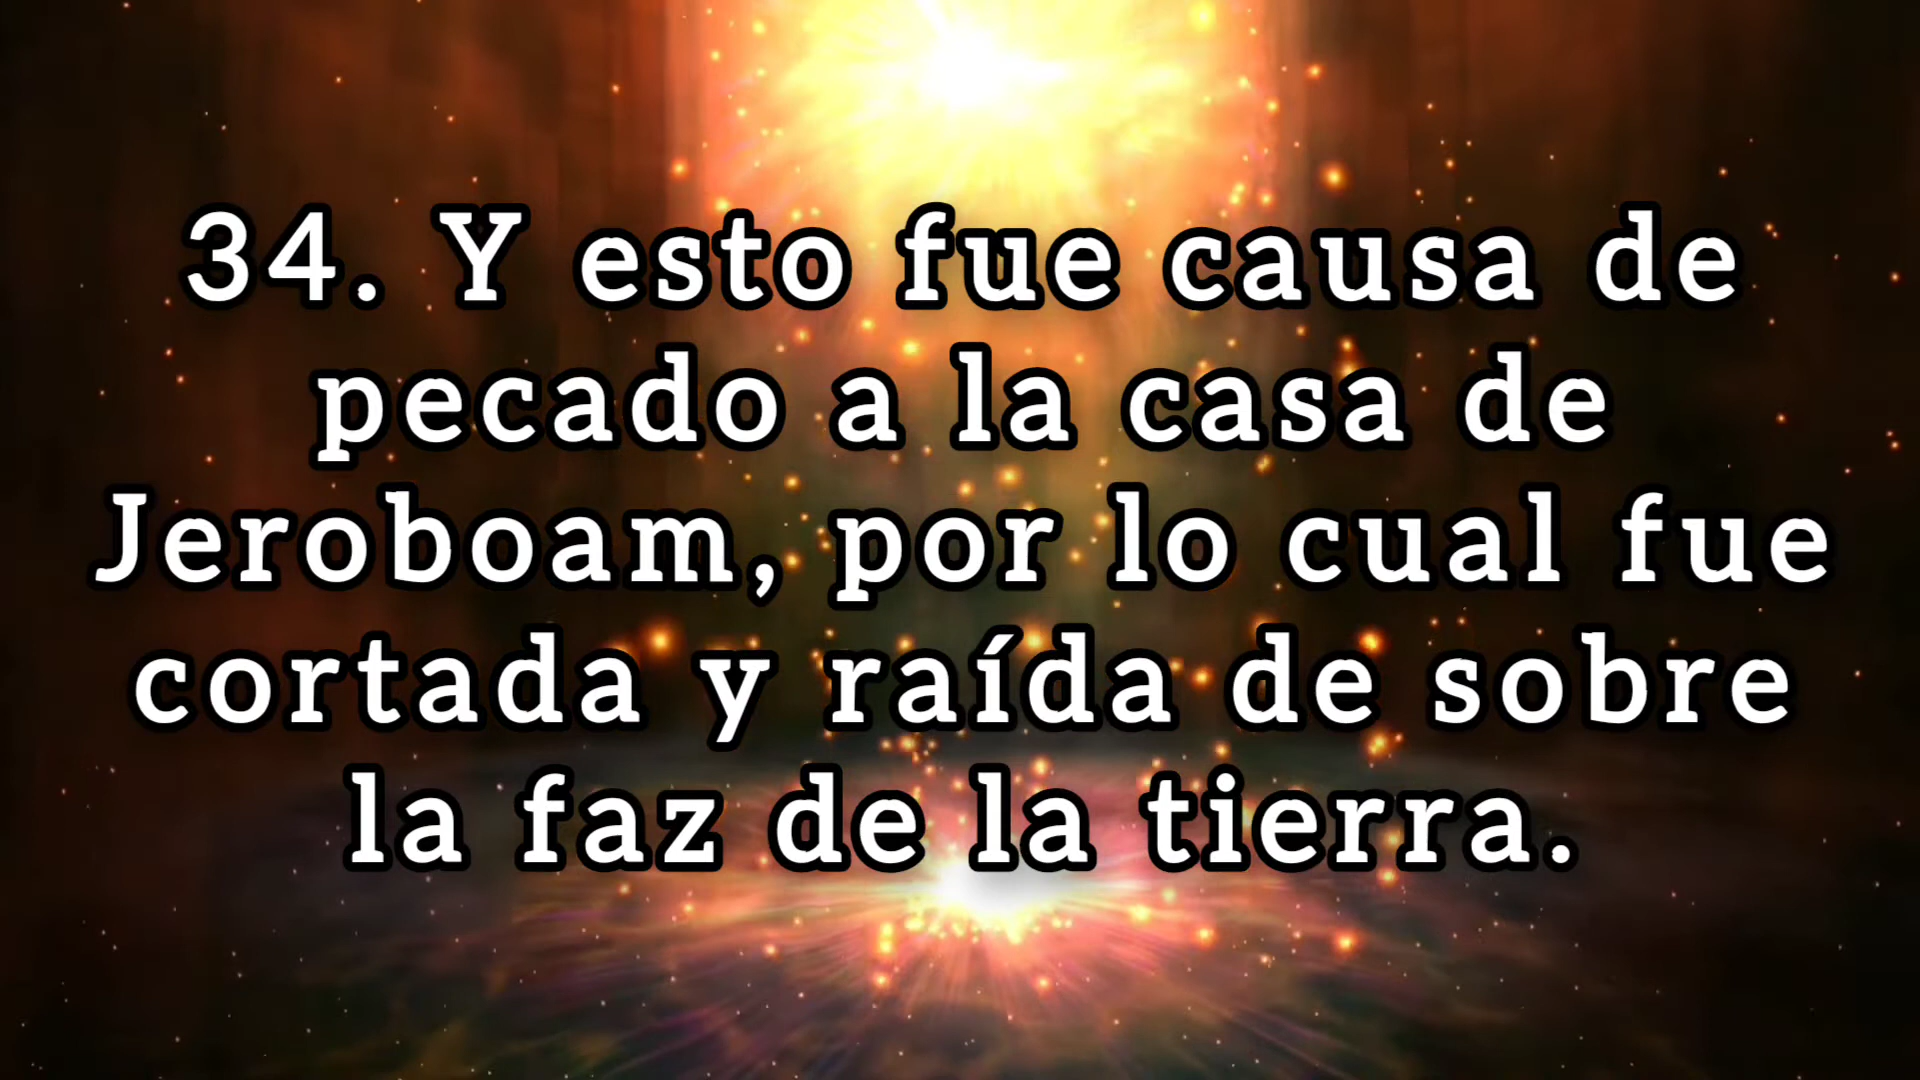 34. Y esto fue causa de
pecado a la casa de
Jeroboam, por lo cual fue
cortada y raída de sobre
la faz de la tierra.